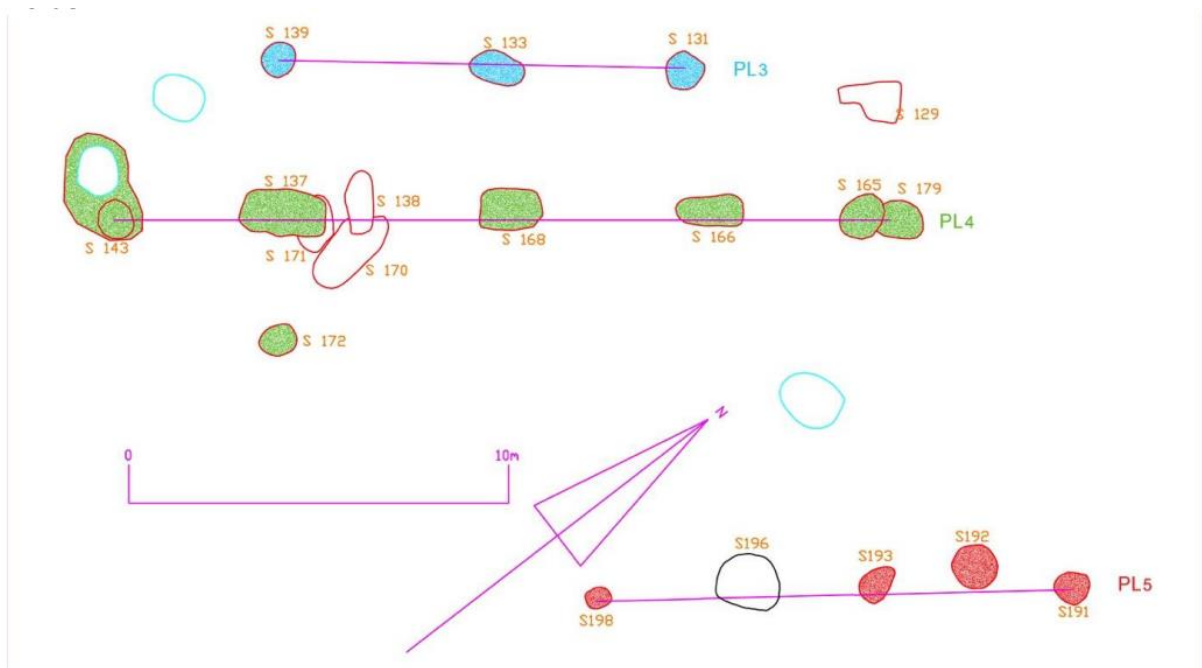 S 139
S 133
S 131
PL3
S 129
S 137
S 138
S 165
S 179
PL4
S 143
S 171
S 168
S 166
S 170
S 172
N
0
10m
S196
S193
S192
PL5
S198
S191